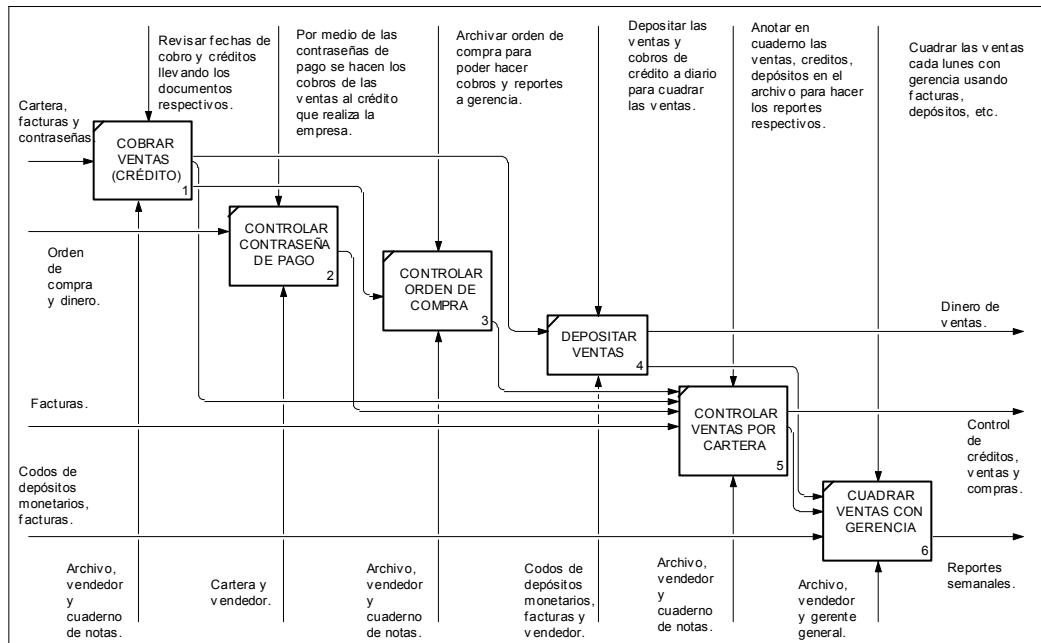 Revisar fechas de
cobro y créditos
llevando los
documentos
respectivos.
Por medio de las
contraseñas de
pago se hacen los
cobros de las
ventas al crédito
que realiza la
empresa.
Archivar orden de
compra para
poder hacer
cobros y reportes
a gerencia.
Depositar las
ventas y
cobros de
crédito a diario
para cuadrar
las ventas.
Anotar en
cuaderno las
ventas, creditos,
depósitos en el
archivo para hacer
los reportes
respectivos.
Cuadrar las ventas
cada lunes con
gerencia usando
facturas,
depósitos, etc.
Cartera,
facturas y
contraseñas.
COBRAR
VENTAS
(CRÉDITO)
1
CONTROLAR
CONTRASEÑA
DE PAGO
2
Orden
de
compra
y dinero.
CONTROLAR
ORDEN DE
COMPRA
3
DEPOSITAR
VENTAS
4
Dinero de
ventas.
Facturas.
CONTROLAR
VENTAS POR
CARTERA
5
Control
de
créditos,
ventas y
compras.
Codos de
depósitos
monetarios,
facturas.
CUADRAR
VENTAS CON
GERENCIA
6
Reportes
semanales.
Archivo,
vendedor
y
cuaderno
de notas.
Cartera y
vendedor.
Archivo,
vendedor
y
cuaderno
de notas.
Codos de
depósitos
monetarios,
facturas y
vendedor.
Archivo,
vendedor
y
cuaderno
de notas.
Archivo,
vendedor
y gerente
general.